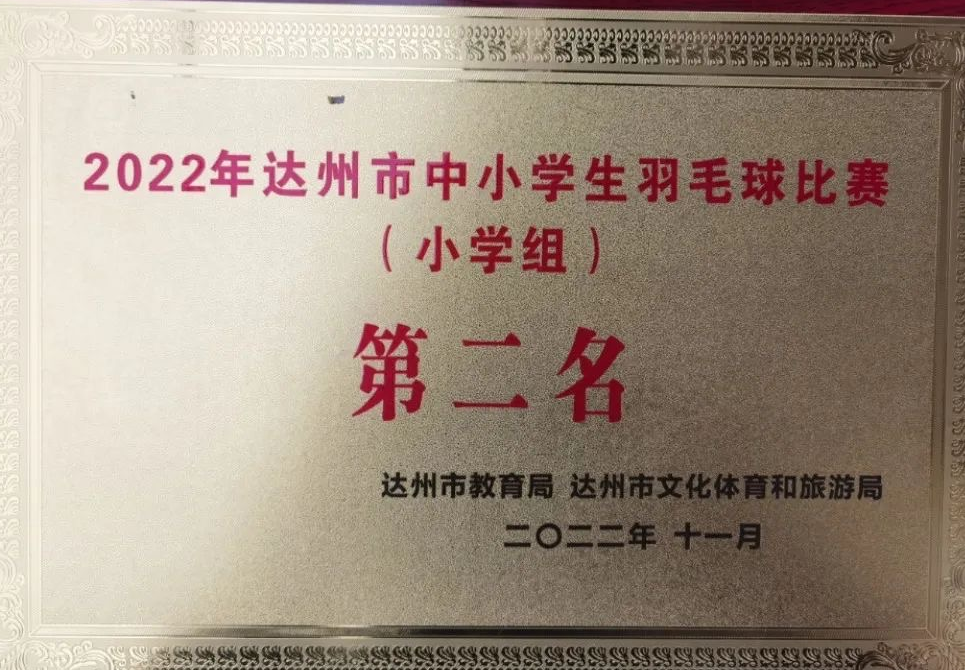 2022年达州市中小学生羽毛球比赛
（小学组）
第二名
达州市教育局 达州市文化体育和旅游局
二〇二二年 十一月